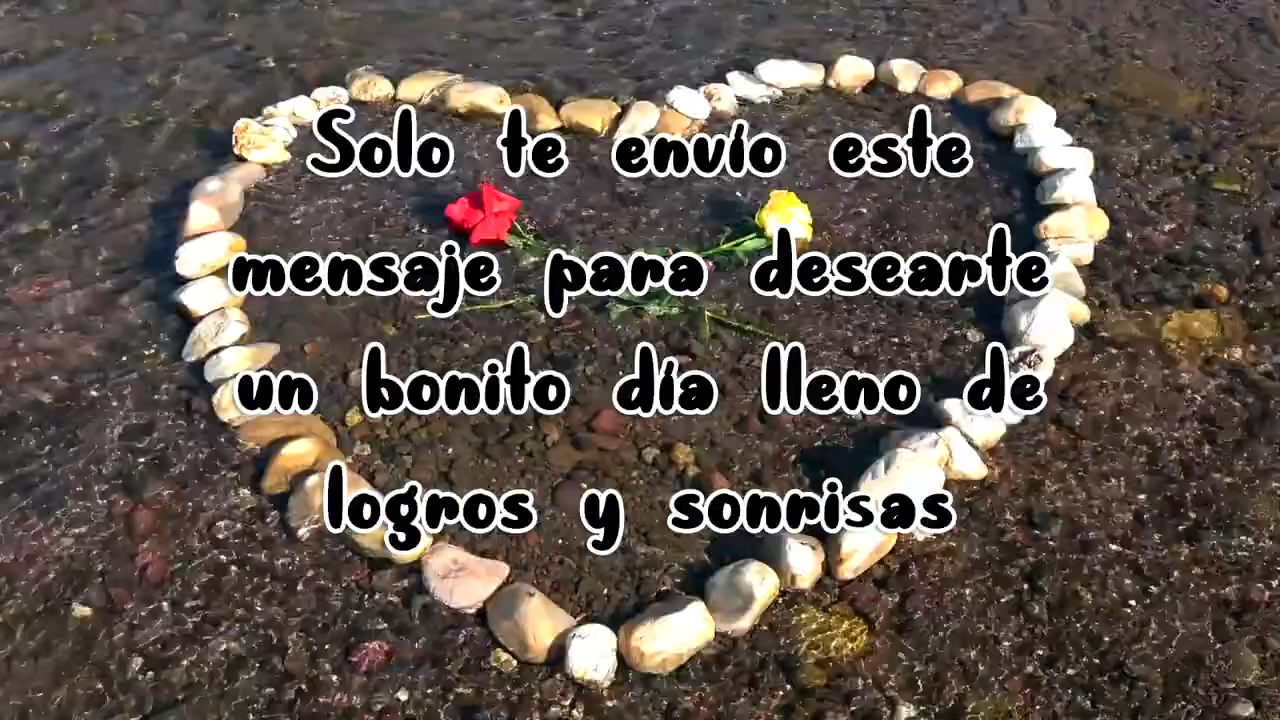 Solo te envío este
mensaje para desearte
un bonito día lleno de
logros y sonrisas